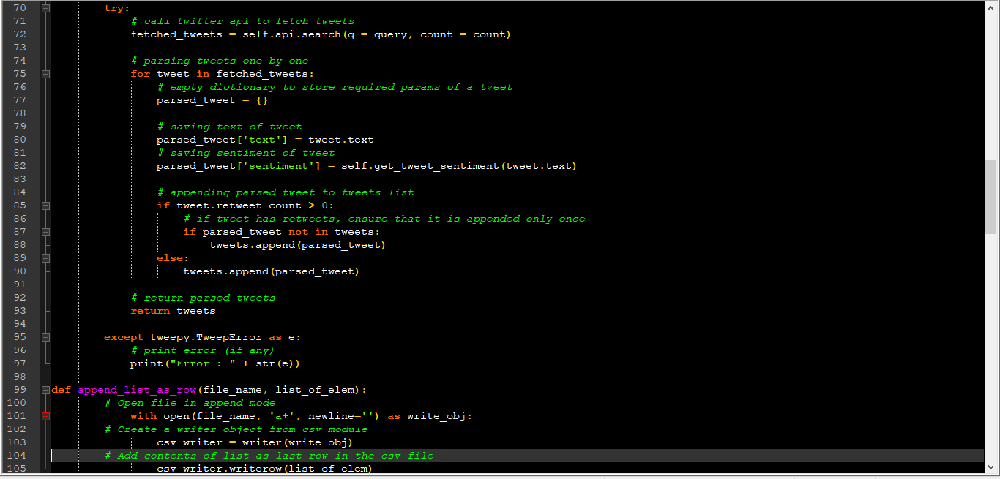 70 try:
71 # call twitter api to fetch tweets
72 fetched_tweets = self.api.search(q = query, count = count)
73
74 # parsing tweets one by one
75 for tweet in fetched_tweets:
76 # empty dictionary to store required params of a tweet
77 parsed_tweet = {}
78
79 # saving text of tweet
80 parsed_tweet['text'] = tweet.text
81 # saving sentiment of tweet
82 parsed_tweet['sentiment'] = self.get_tweet_sentiment(tweet.text)
83
84 # appending parsed tweet to tweets list
85 if tweet.retweet_count > 0:
86 # if tweet has retweets, ensure that it is appended only once
87 if parsed_tweet not in tweets:
88 tweets.append(parsed_tweet)
89 else:
90 tweets.append(parsed_tweet)
91
92 # return parsed tweets
93 return tweets
94
95 except tweepy.TweepError as e:
96 # print error (if any)
97 print("Error : " + str(e))
98
99 def append_list_as_row(file_name, list_of_elem):
100 # Open file in append mode
101 with open(file_name, 'a+', newline='') as write_obj:
102 # Create a writer object from csv module
103 csv_writer = writer(write_obj)
104 # Add contents of list as last row in the csv file
105 csv_writer.writerow(list_of_elem)